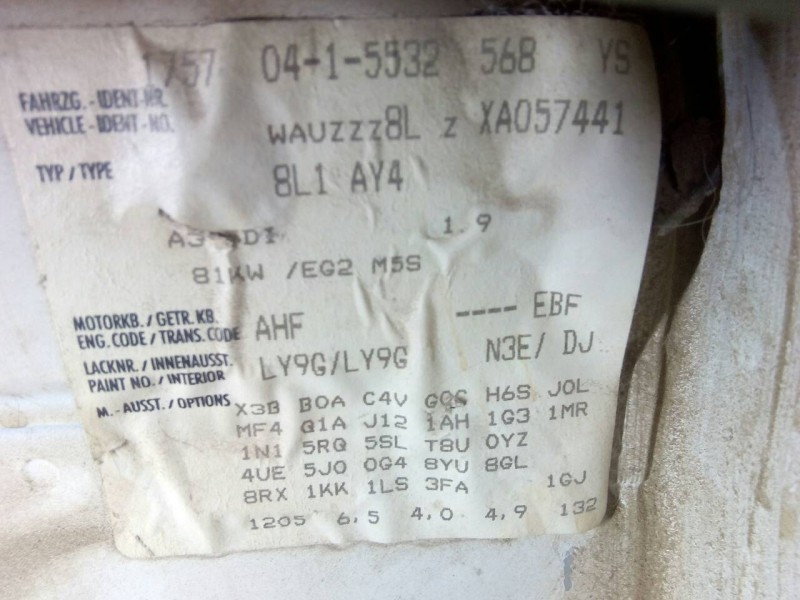 1757 04-1-5532 568 YS
FAHRZG.-IDENT-NR.
VEHICLE-IDENT-NO. WAUZZZ8L Z XA057441
TYP/TYPE 8L1 AY4
1.9
81KW /EG2 M5S
MOTORKB./GETR.KB.
ENG.CODE/TRANS.CODE AHF ---- EBF
LACKNR./INNENAUSST.
PAINT NO./INTERIOR LY9G/LY9G N3E/ DJ
M.-AUSST./OPTIONS
X3B B0A C4V H6S J0L
MF4 Q1A J12 1AH 1G3 1MR
1N1 5RQ 5SL T8U 0YZ
4UE 5J0 0G4 8YU 8GL
8RX 1KK 1LS 3FA 1GJ
1205 6,5 4,0 4,9 132